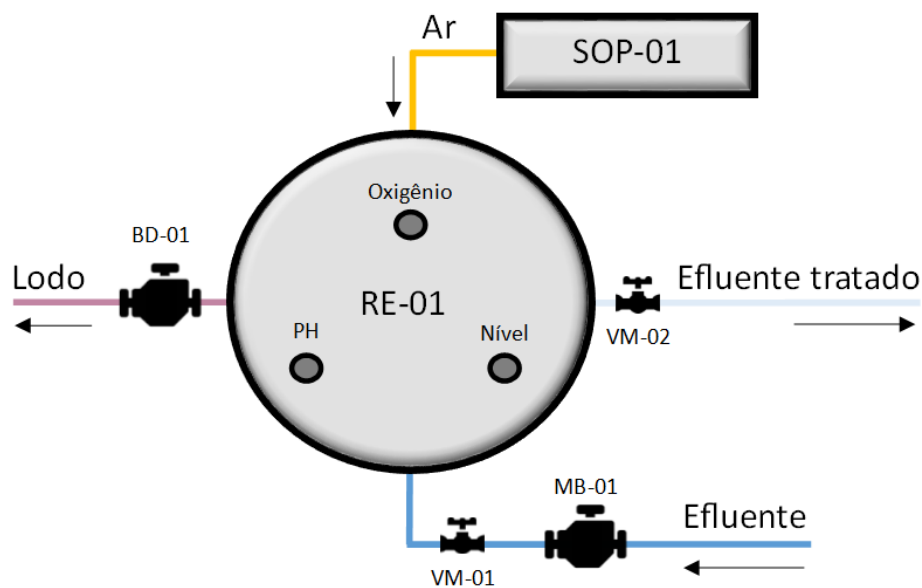 Ar
SOP-01
Oxigênio
BD-01
Lodo
Efluente tratado
RE-01
PH
Nível
VM-02
MB-01
Efluente
VM-01